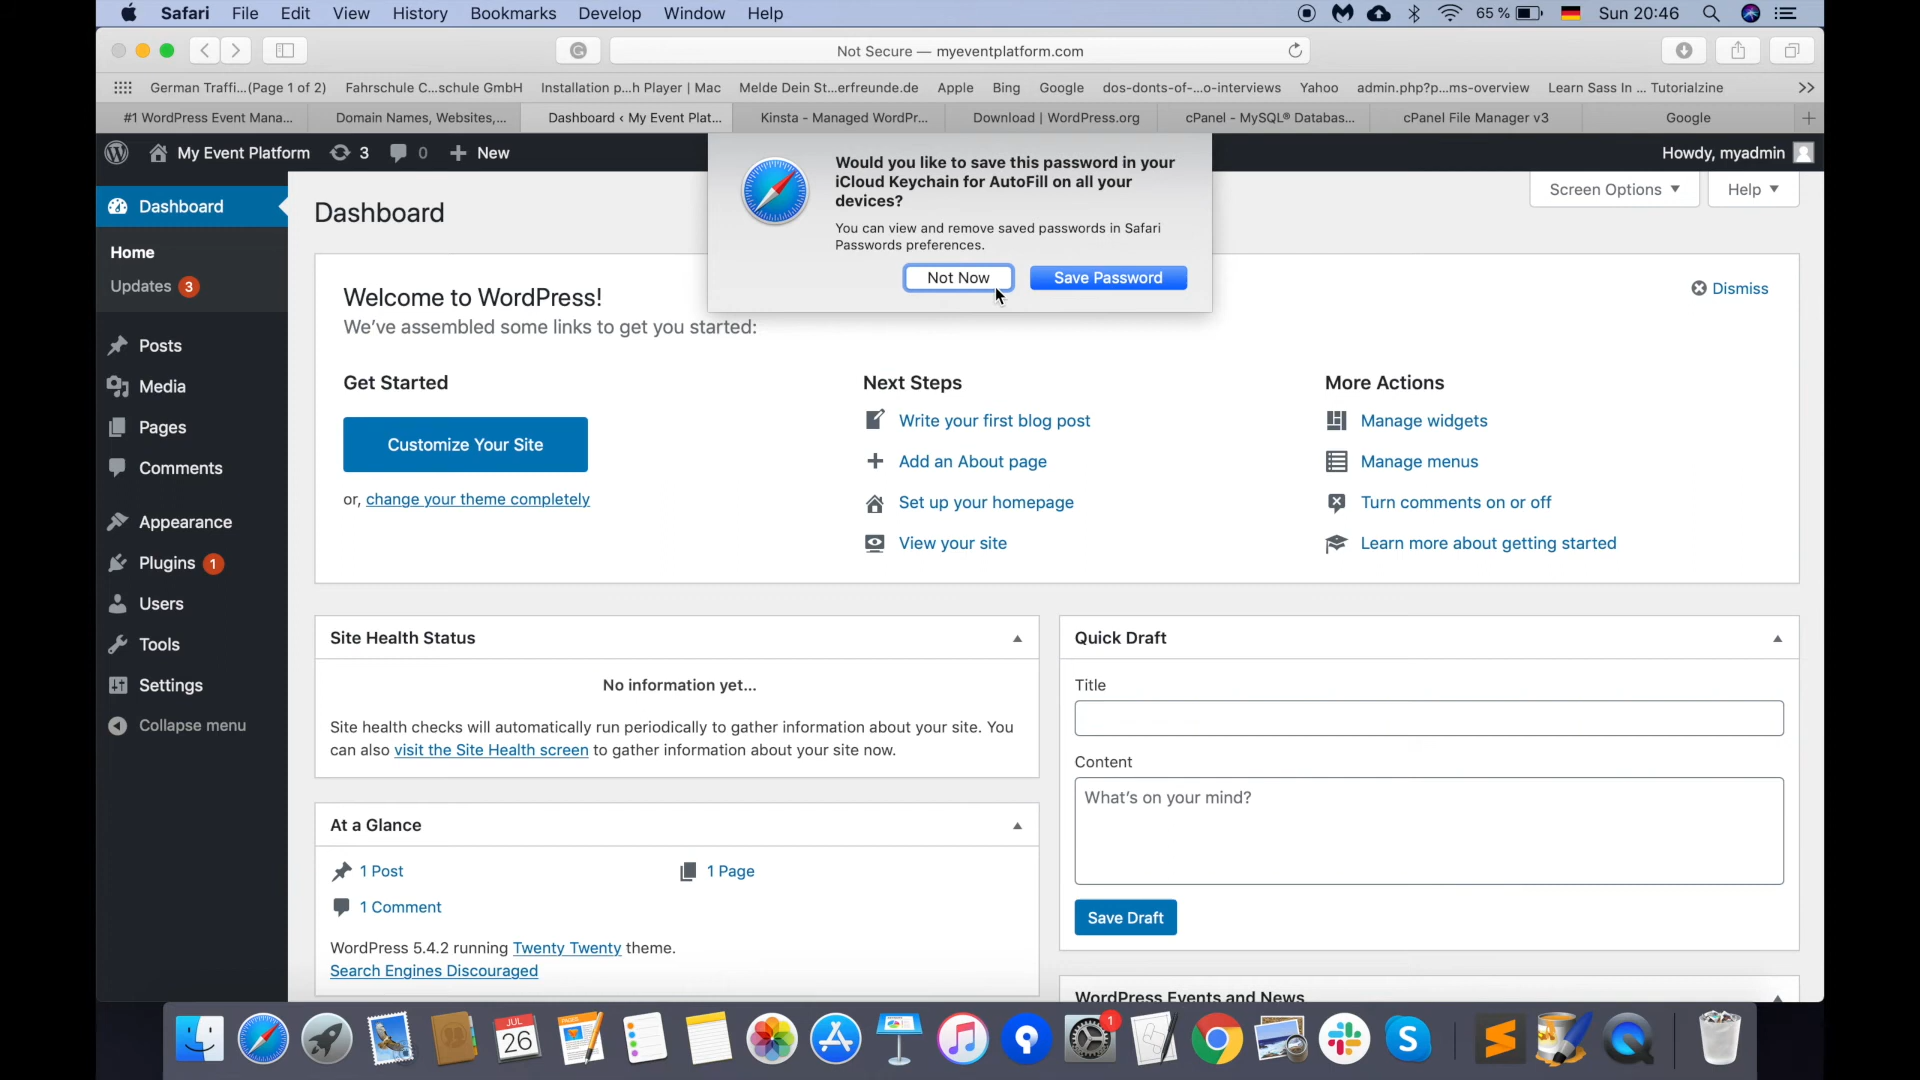 Safari File Edit View History Bookmarks Develop Window Help 65 % Sun 20:46
Not Secure — myeventplatform.com
German Traffi...(Page 1 of 2) Fahrschule C...schule GmbH Installation p...h Player | Mac Melde Dein St...erfreunde.de Apple Bing Google dos-donts-of-...o-interviews Yahoo admin.php?p...ms-overview Learn Sass In ... Tutorialzine
#1 WordPress Event Mana... Domain Names, Websites,... Dashboard ‹ My Event Plat... Kinsta - Managed WordPr... Download | WordPress.org cPanel - MySQL® Databas... cPanel File Manager v3 Google
My Event Platform 3 0 New Howdy, myadmin
Would you like to save this password in your
iCloud Keychain for AutoFill on all your
devices?
You can view and remove saved passwords in Safari
Passwords preferences.
Not Now Save Password
Screen Options Help
Dashboard
Home
Updates 3
Posts
Media
Pages
Comments
Appearance
Plugins 1
Users
Tools
Settings
Collapse menu
Dashboard
Welcome to WordPress!
We've assembled some links to get you started:
Dismiss
Get Started
Customize Your Site
or, change your theme completely
Next Steps
Write your first blog post
Add an About page
Set up your homepage
View your site
More Actions
Manage widgets
Manage menus
Turn comments on or off
Learn more about getting started
Site Health Status
No information yet...
Site health checks will automatically run periodically to gather information about your site. You
can also visit the Site Health screen to gather information about your site now.
At a Glance
1 Post 1 Page
1 Comment
WordPress 5.4.2 running Twenty Twenty theme.
Search Engines Discouraged
Quick Draft
Title
Content
What's on your mind?
Save Draft
WordPress Events and News
JUL
26
1